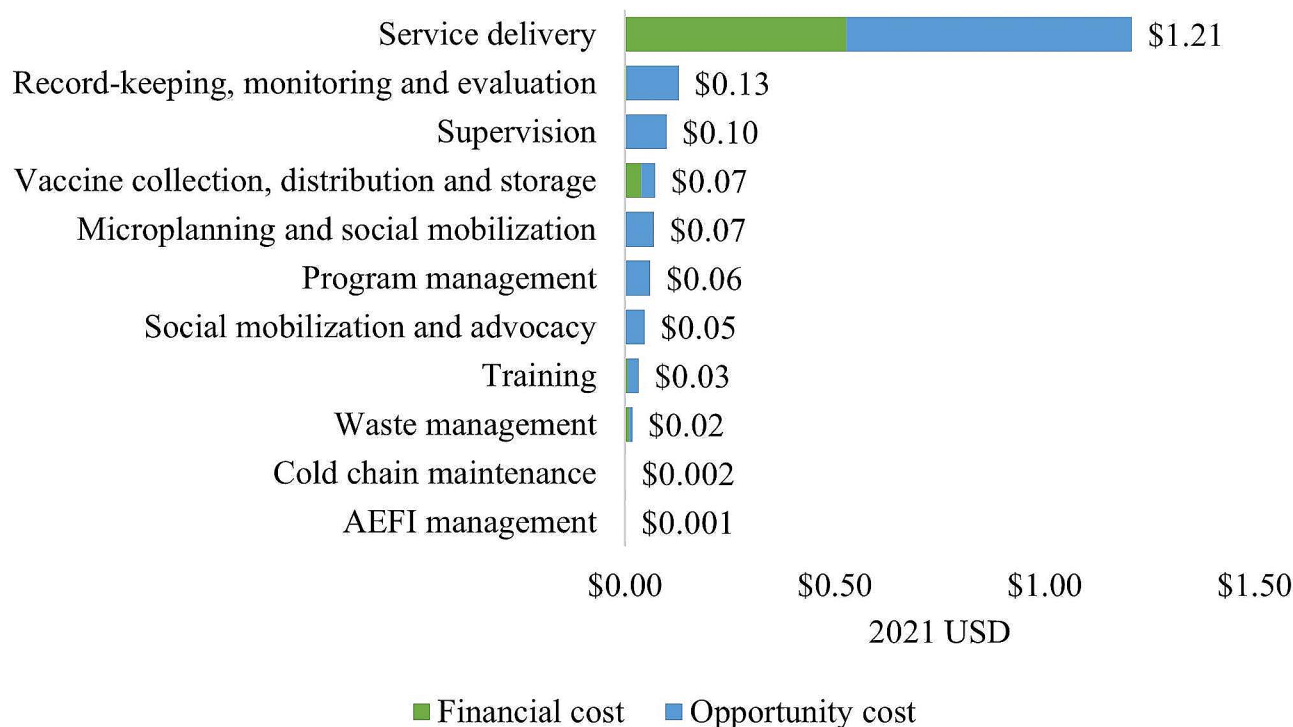 Service delivery $1.21
Record-keeping, monitoring and evaluation $0.13
Supervision $0.10
Vaccine collection, distribution and storage $0.07
Microplanning and social mobilization $0.07
Program management $0.06
Social mobilization and advocacy $0.05
Training $0.03
Waste management $0.02
Cold chain maintenance $0.002
AEFI management $0.001
$0.00 $0.50 $1.00 $1.50
2021 USD
Financial cost Opportunity cost